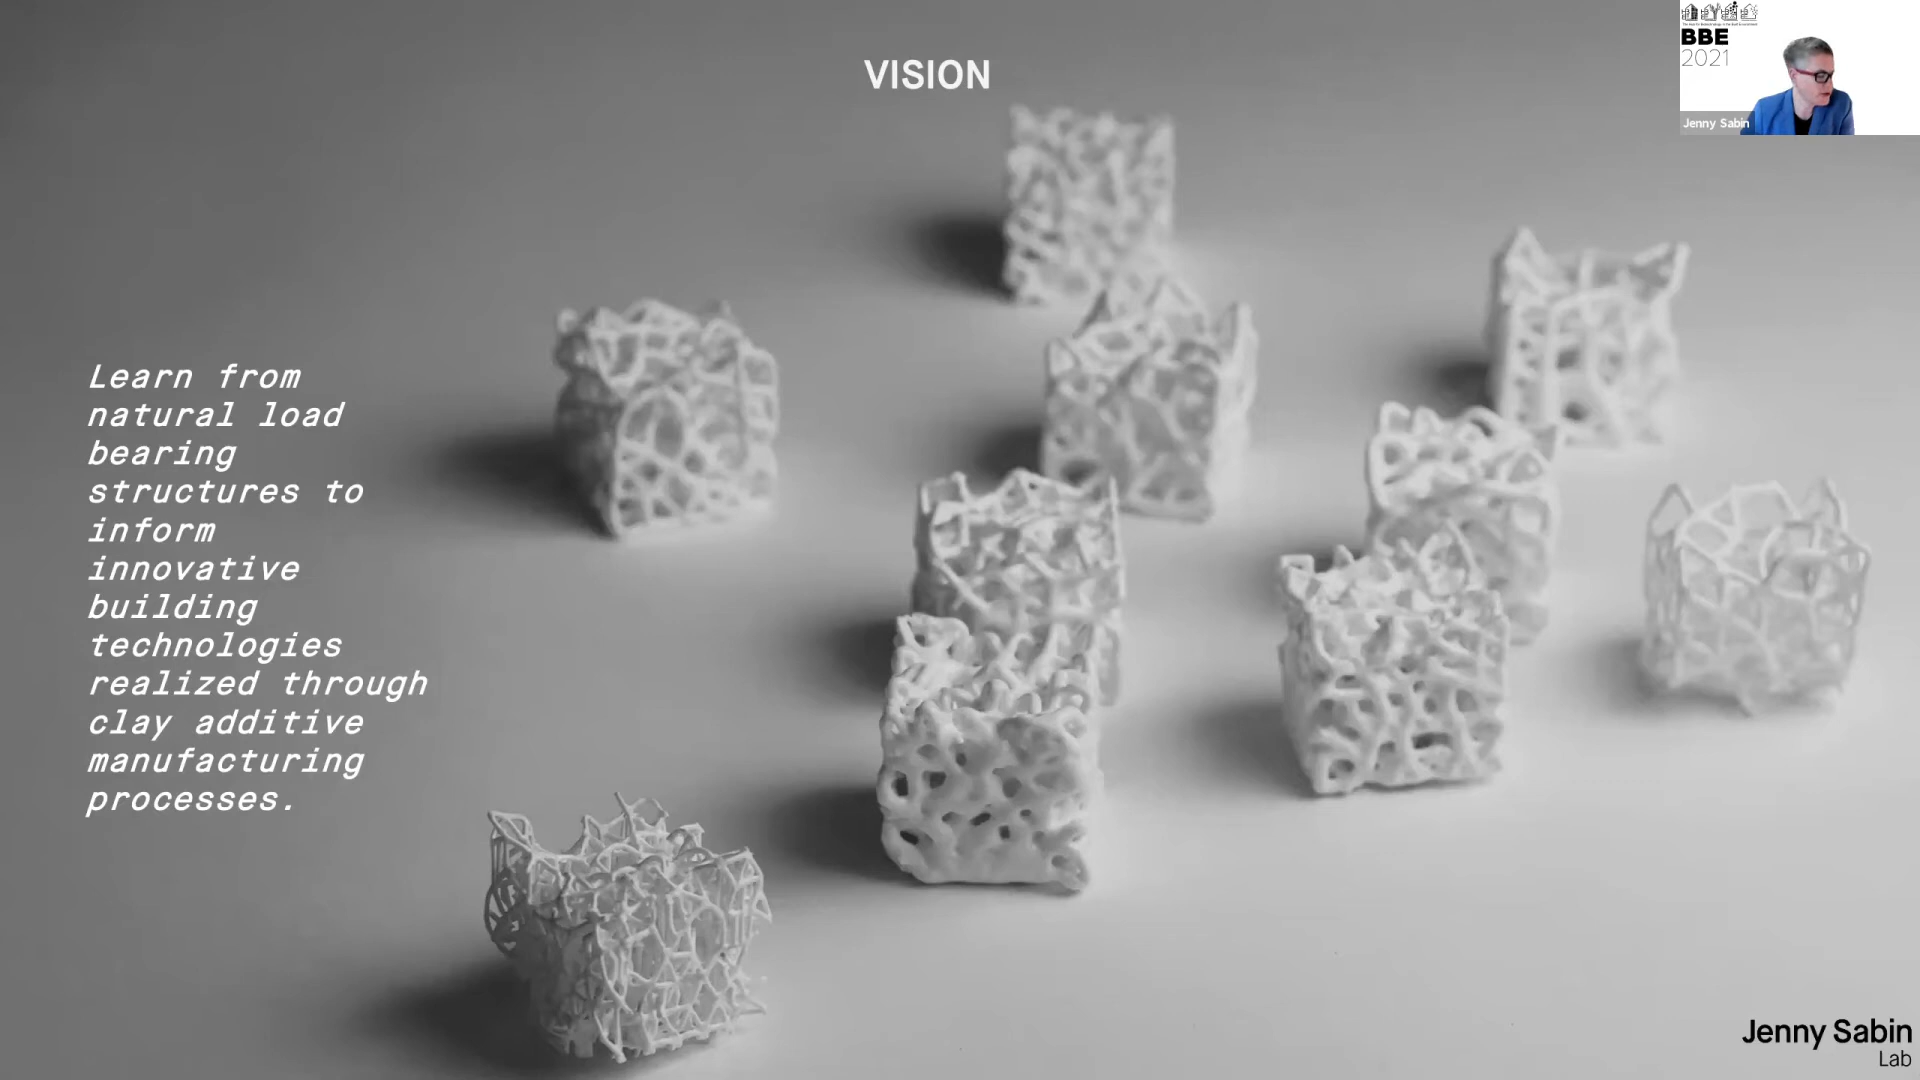 VISION
BBE
2021
Jenny Sabin
Learn from
natural load
bearing
structures to
inform
innovative
building
technologies
realized through
clay additive
manufacturing
processes.
Jenny Sabin
Lab